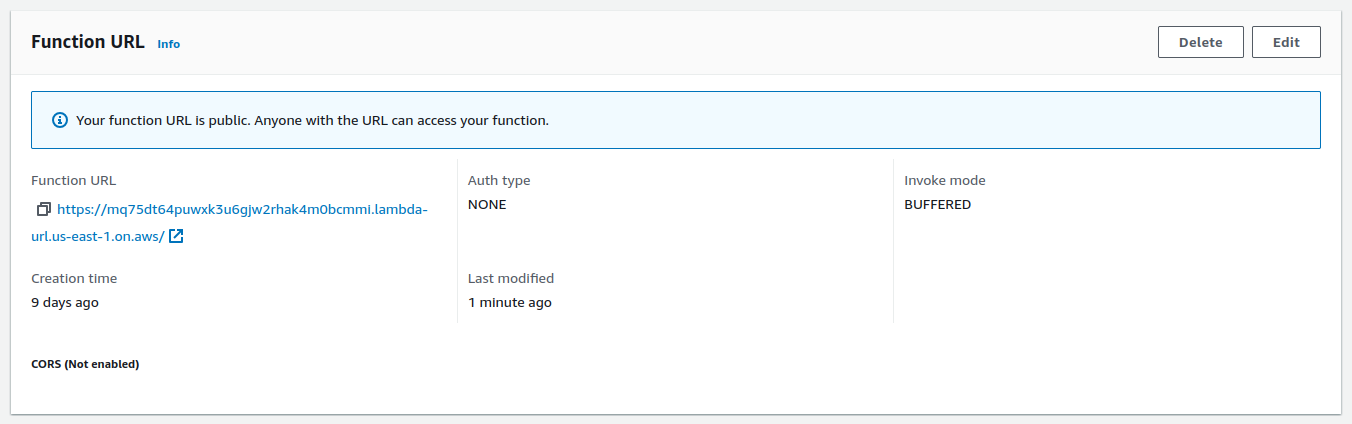 Function URL Info
Delete
Edit
Your function URL is public. Anyone with the URL can access your function.
Function URL
https://mq75dt64puwxk3u6gjw2rhak4m0bcmmi.lambda-
url.us-east-1.on.aws/
Auth type
NONE
Invoke mode
BUFFERED
Creation time
9 days ago
Last modified
1 minute ago
CORS (Not enabled)